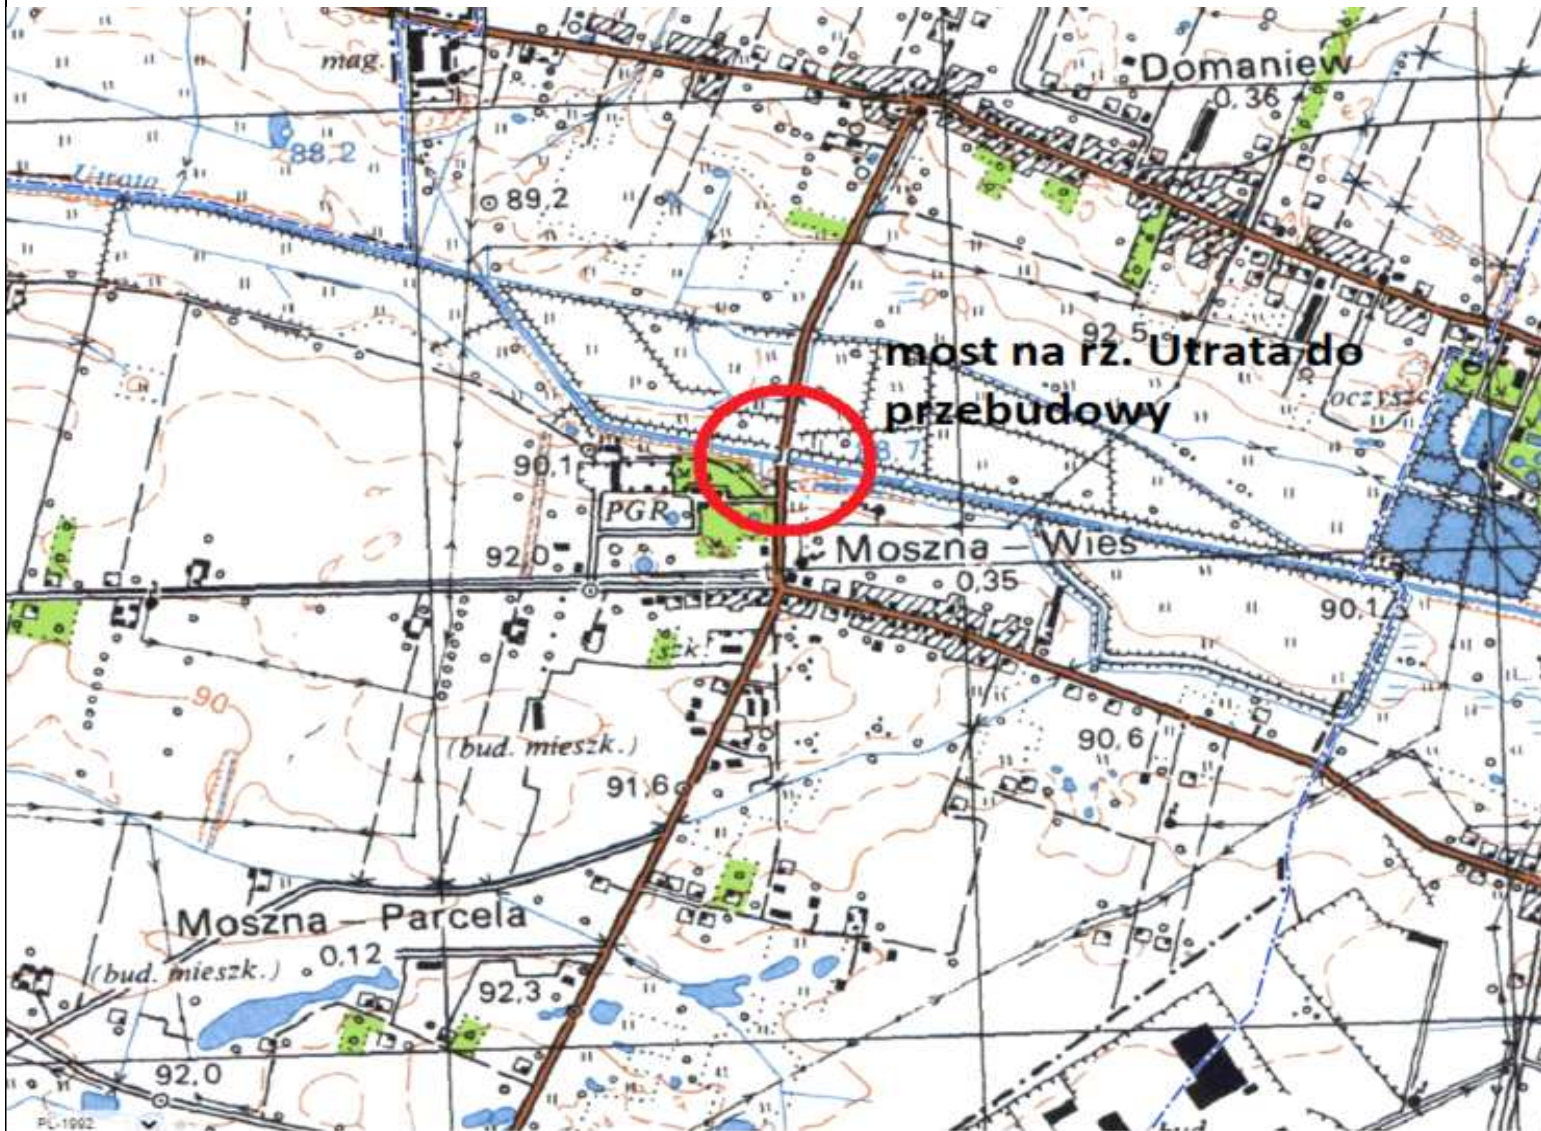 mag.
Domaniew
0,36
88,2
Utrata
89,2
92,5
most na rz. Utrata do
przebudowy
90,1
PGR
92,0
Moszna – Wieś
0,35
90,1
szk.
90
(bud. mieszk.)
90,6
91,6
Moszna – Parcela
0,12
(bud. mieszk.)
92,3
92,0
PL-1992
bud.